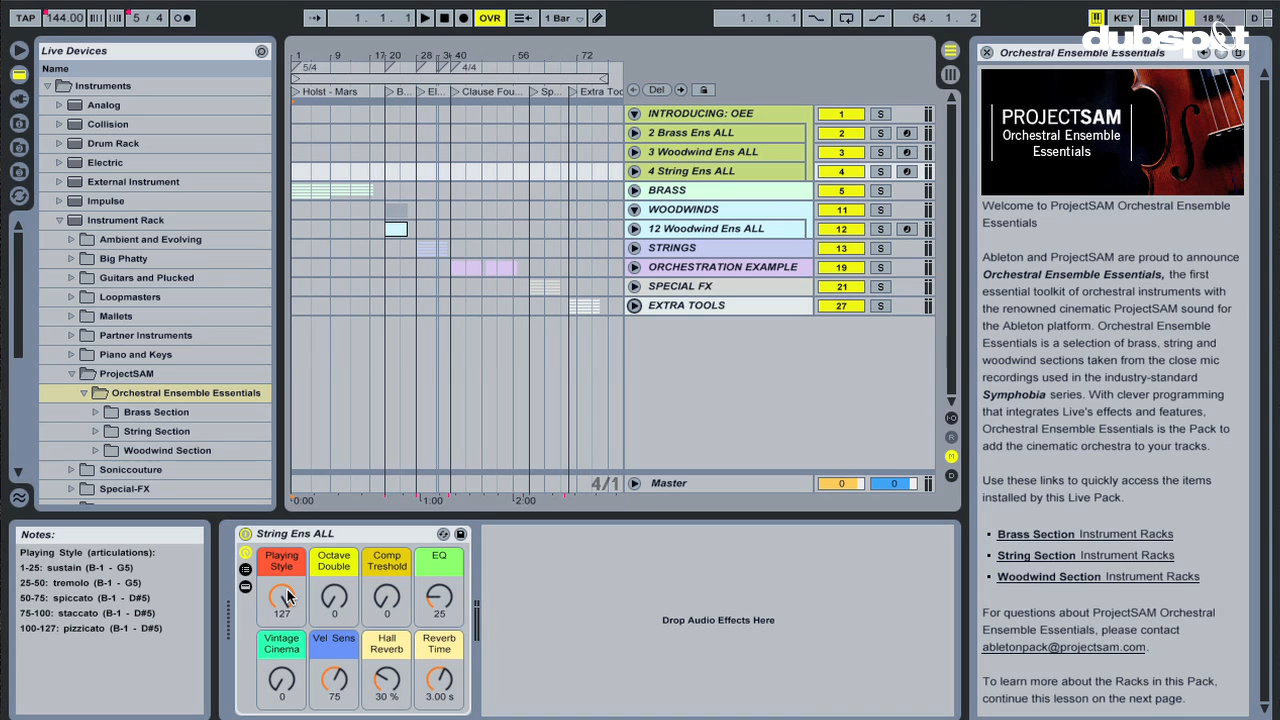 TAP 144.00 5 / 4 1. 1. 1 OVR 1 Bar 1. 1. 1 64. 1. 2 KEY MIDI 18 % D
dubspot
Live Devices
Name
Instruments
Analog
Collision
Drum Rack
Electric
External Instrument
Impulse
Instrument Rack
Ambient and Evolving
Big Phatty
Guitars and Plucked
Loopmasters
Mallets
Partner Instruments
Piano and Keys
ProjectSAM
Orchestral Ensemble Essentials
Brass Section
String Section
Woodwind Section
Soniccouture
Special-FX
1 9 17 20 28 40 56 72
5/4 4/4
Holst - Mars B... El... Clause Fou... Sp... Extra Too
Del
INTRODUCING: OEE 1 S
2 Brass Ens ALL 2 S
3 Woodwind Ens ALL 3 S
4 String Ens ALL 4 S
BRASS 5 S
WOODWINDS 11 S
12 Woodwind Ens ALL 12 S
STRINGS 13 S
ORCHESTRATION EXAMPLE 19 S
SPECIAL FX 21 S
EXTRA TOOLS 27 S
4/1 Master 0 0
0:00 1:00 2:00
I·O
R
M
D
Orchestral Ensemble Essentials
PROJECTSAM
Orchestral Ensemble
Essentials
Welcome to ProjectSAM Orchestral Ensemble
Essentials
Ableton and ProjectSAM are proud to announce
Orchestral Ensemble Essentials, the first
essential toolkit of orchestral instruments with
the renowned cinematic ProjectSAM sound for
the Ableton platform. Orchestral Ensemble
Essentials is a selection of brass, string and
woodwind sections taken from the close mic
recordings used in the industry-standard
Symphobia series. With clever programming
that integrates Live's effects and features,
Orchestral Ensemble Essentials is the Pack to
add the cinematic orchestra to your tracks.
Use these links to quickly access the items
installed by this Live Pack.
Brass Section Instrument Racks
String Section Instrument Racks
Woodwind Section Instrument Racks
For questions about ProjectSAM Orchestral
Ensemble Essentials, please contact
abletonpack@projectsam.com.
To learn more about the Racks in this Pack,
continue this lesson on the next page.
Notes:
Playing Style (articulations):
1-25: sustain (B-1 - G5)
25-50: tremolo (B-1 - G5)
50-75: spiccato (B-1 - D#5)
75-100: staccato (B-1 - D#5)
100-127: pizzicato (B-1 - D#5)
String Ens ALL
Playing Style Octave Double Comp Treshold EQ
127 0 0 25
Vintage Cinema Vel Sens Hall Reverb Reverb Time
0 75 30 % 3.00 s
Drop Audio Effects Here